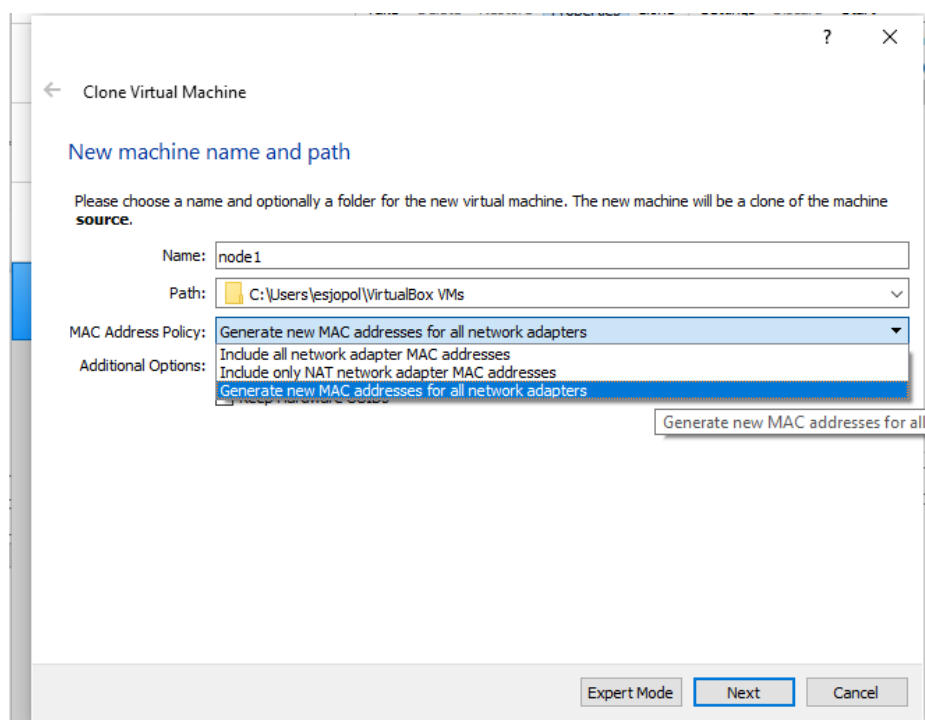 ?
Clone Virtual Machine
New machine name and path
Please choose a name and optionally a folder for the new virtual machine. The new machine will be a clone of the machine
source.
Name: node1
Path: C:\Users\esjopol\VirtualBox VMs
MAC Address Policy: Generate new MAC addresses for all network adapters
Include all network adapter MAC addresses
Additional Options: Include only NAT network adapter MAC addresses
Generate new MAC addresses for all network adapters
Generate new MAC addresses for all
Expert Mode Next Cancel